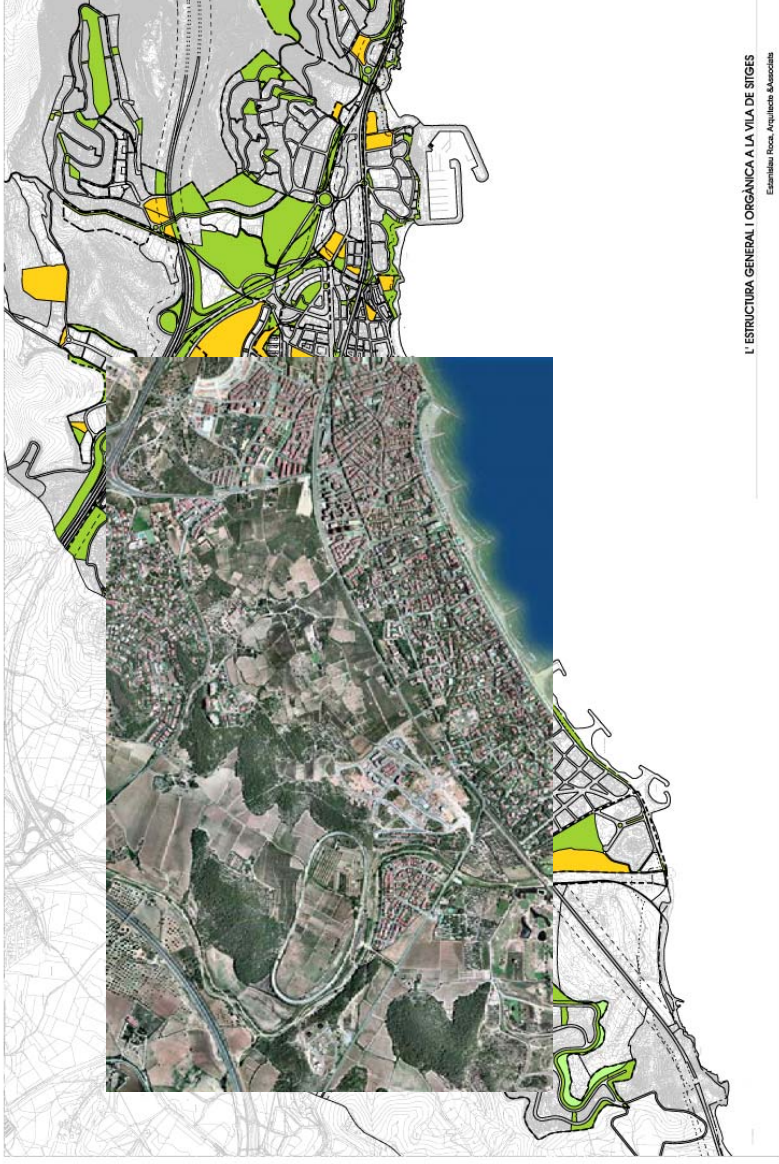 L' ESTRUCTURA GENERAL I ORGÀNICA A LA VILA DE SITGES
Estanislau Roca, Arquitecte &Associats